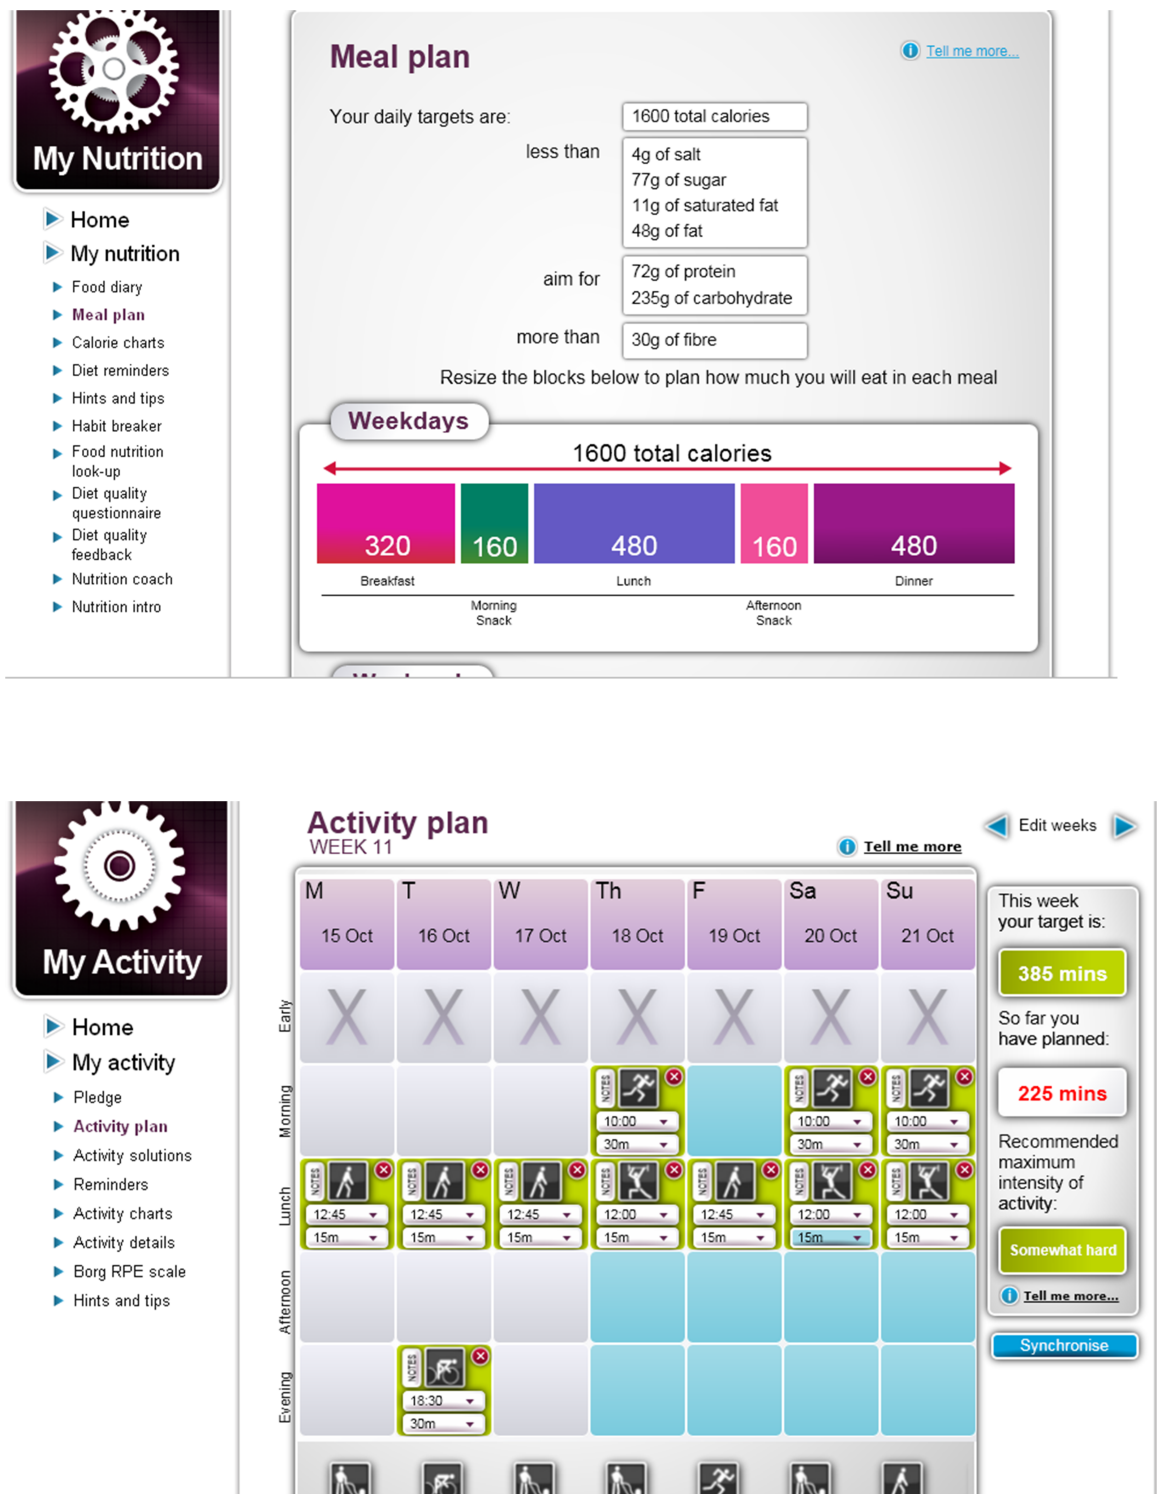 My Nutrition
Home
My nutrition
Food diary
Meal plan
Calorie charts
Diet reminders
Hints and tips
Habit breaker
Food nutrition
look-up
Diet quality
questionnaire
Diet quality
feedback
Nutrition coach
Nutrition intro
Meal plan
i Tell me more...
Your daily targets are: 1600 total calories
less than
4g of salt
77g of sugar
11g of saturated fat
48g of fat
aim for
72g of protein
235g of carbohydrate
more than 30g of fibre
Resize the blocks below to plan how much you will eat in each meal
Weekdays
1600 total calories
320 160 480 160 480
Breakfast Lunch Dinner
Morning Afternoon
Snack Snack
My Activity
Home
My activity
Pledge
Activity plan
Activity solutions
Reminders
Activity charts
Activity details
Borg RPE scale
Hints and tips
Activity plan
WEEK 11
i Tell me more
Edit weeks
M T W Th F Sa Su
15 Oct 16 Oct 17 Oct 18 Oct 19 Oct 20 Oct 21 Oct
Early
X X X X X X X
Morning
NOTES NOTES NOTES
10:00 10:00 10:00
30m 30m 30m
Lunch
NOTES NOTES NOTES NOTES NOTES NOTES NOTES
12:45 12:45 12:45 12:00 12:45 12:00 12:00
15m 15m 15m 15m 15m 15m 15m
Afternoon
Evening
NOTES
18:30
30m
This week
your target is:
385 mins
So far you
have planned:
225 mins
Recommended
maximum
intensity of
activity:
Somewhat hard
i Tell me more...
Synchronise